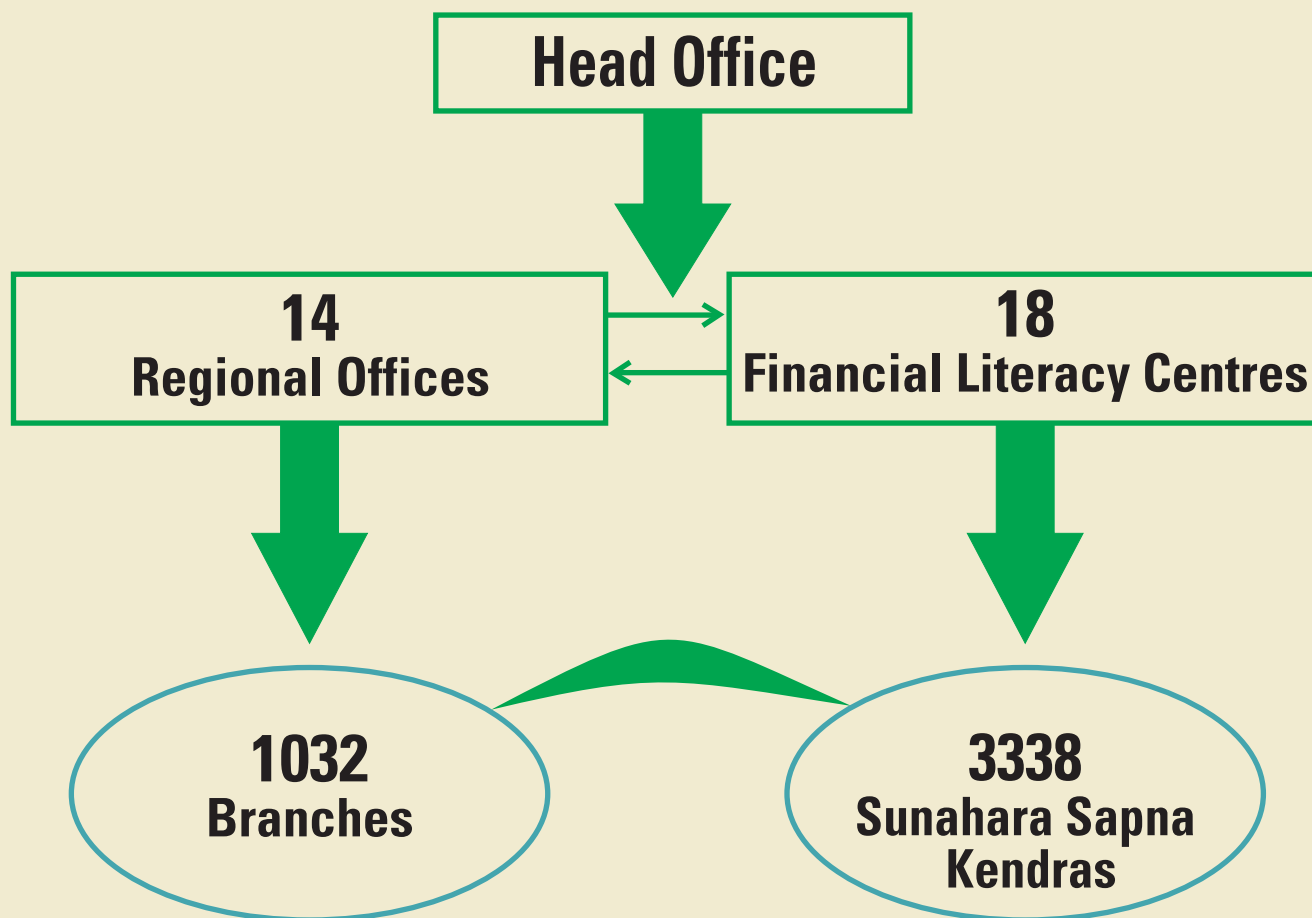 Head Office
14
Regional Offices
18
Financial Literacy Centres
1032
Branches
3338
Sunahara Sapna
Kendras